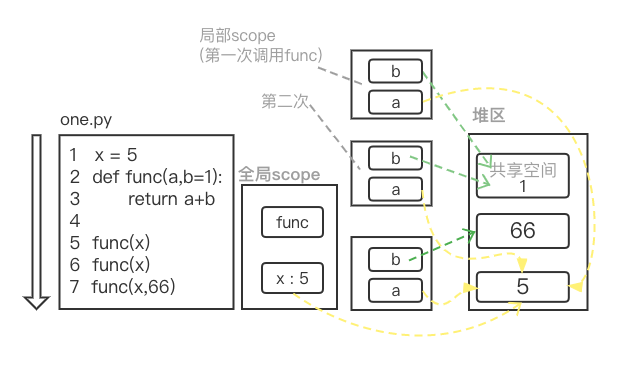 局部scope
(第一次调用func)
第二次
one.py
1 x = 5
2 def func(a,b=1):
3 return a+b
4
5 func(x)
6 func(x)
7 func(x,66)
全局scope
func
x : 5
b
a
b
a
b
a
堆区
共享空间
1
66
5